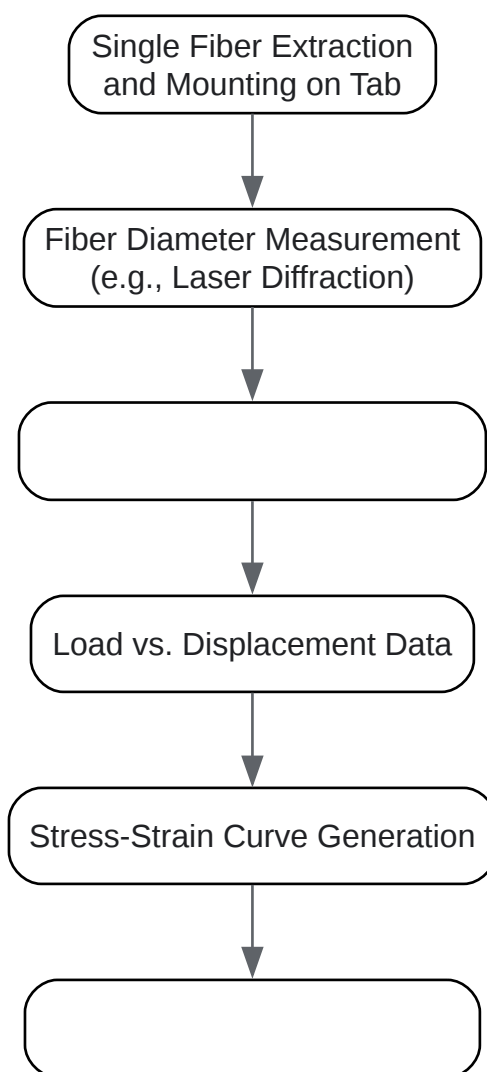 Single Fiber Extraction
and Mounting on Tab
Fiber Diameter Measurement
(e.g., Laser Diffraction)
Load vs. Displacement Data
Stress-Strain Curve Generation